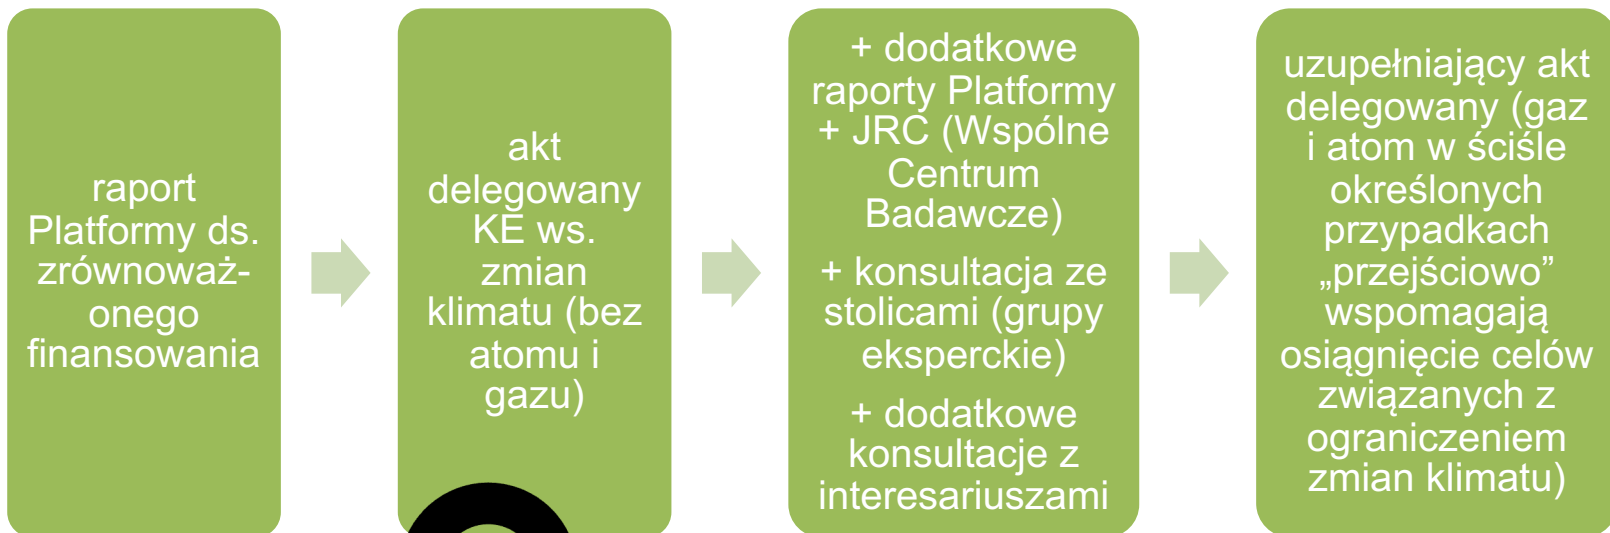 raport
Platformy ds.
zrównoważ-
onego
finansowania
akt
delegowany
KE ws.
zmian
klimatu (bez
atomu i
gazu)
+ dodatkowe
raporty Platformy
+ JRC (Wspólne
Centrum
Badawcze)
+ konsultacja ze
stolicami (grupy
eksperckie)
+ dodatkowe
konsultacje z
interesariuszami
uzupełniający akt
delegowany (gaz
i atom w ściśle
określonych
przypadkach
„przejściowo”
wspomagają
osiągnięcie celów
związanych z
ograniczeniem
zmian klimatu)